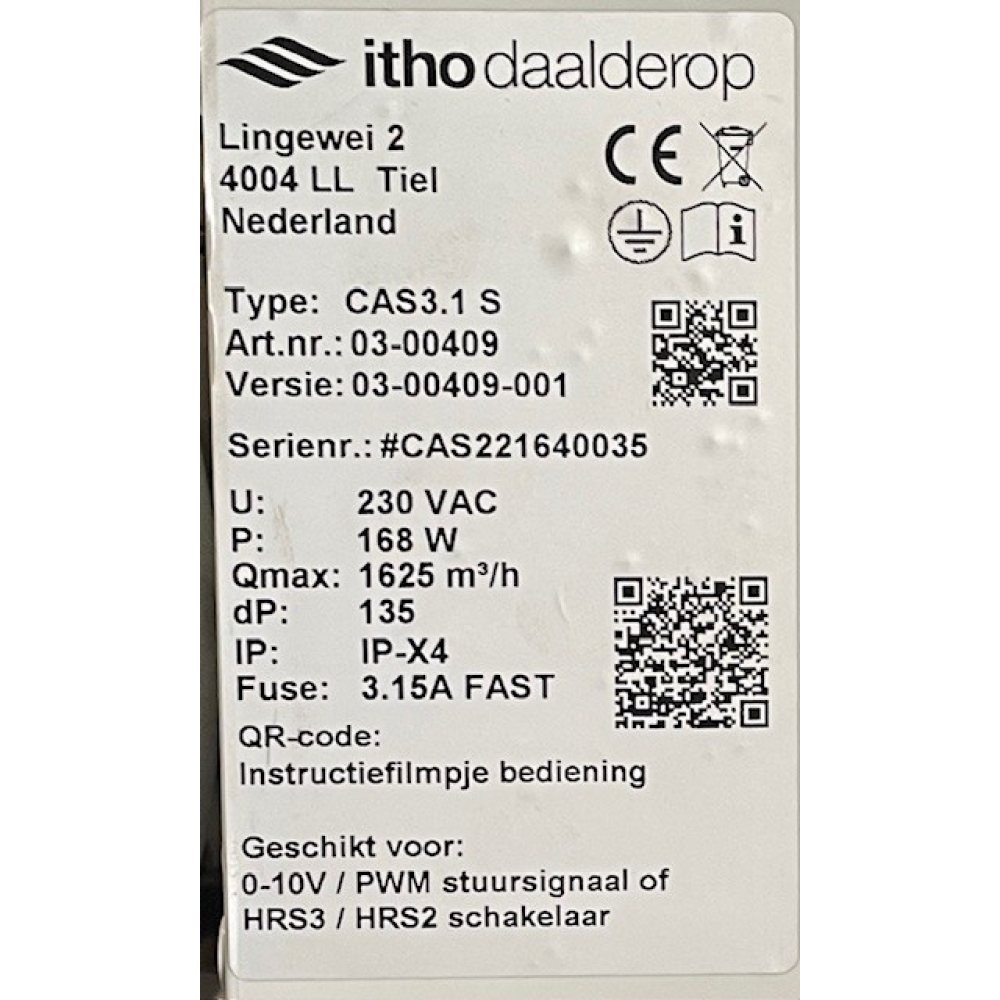 itho daalderop
Lingewei 2
4004 LL Tiel
Nederland
CE
i
Type: CAS3.1 S
Art.nr.: 03-00409
Versie: 03-00409-001
Serienr.: #CAS221640035
U: 230 VAC
P: 168 W
Qmax: 1625 m³/h
dP: 135
IP: IP-X4
Fuse: 3.15A FAST
QR-code:
Instructiefilmpje bediening
Geschikt voor:
0-10V / PWM stuursignaal of
HRS3 / HRS2 schakelaar